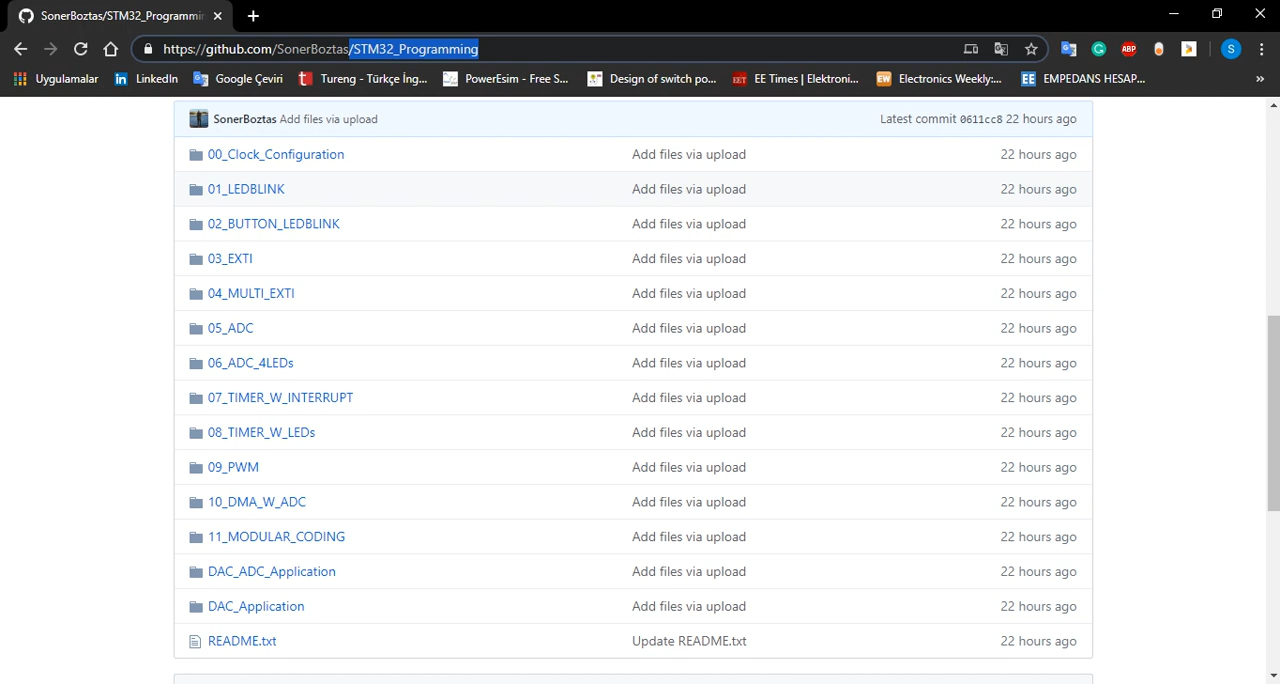 SonerBoztas/STM32_Programmin
https://github.com/SonerBoztas/STM32_Programming
ABP
S
Uygulamalar
LinkedIn
Google Çeviri
Tureng - Türkçe İng...
PowerEsim - Free S...
Design of switch po...
EET EE Times | Elektroni...
EW Electronics Weekly:...
EE EMPEDANS HESAP...
»
SonerBoztas Add files via upload Latest commit 0611cc8 22 hours ago
00_Clock_Configuration Add files via upload 22 hours ago
01_LEDBLINK Add files via upload 22 hours ago
02_BUTTON_LEDBLINK Add files via upload 22 hours ago
03_EXTI Add files via upload 22 hours ago
04_MULTI_EXTI Add files via upload 22 hours ago
05_ADC Add files via upload 22 hours ago
06_ADC_4LEDs Add files via upload 22 hours ago
07_TIMER_W_INTERRUPT Add files via upload 22 hours ago
08_TIMER_W_LEDs Add files via upload 22 hours ago
09_PWM Add files via upload 22 hours ago
10_DMA_W_ADC Add files via upload 22 hours ago
11_MODULAR_CODING Add files via upload 22 hours ago
DAC_ADC_Application Add files via upload 22 hours ago
DAC_Application Add files via upload 22 hours ago
README.txt Update README.txt 22 hours ago